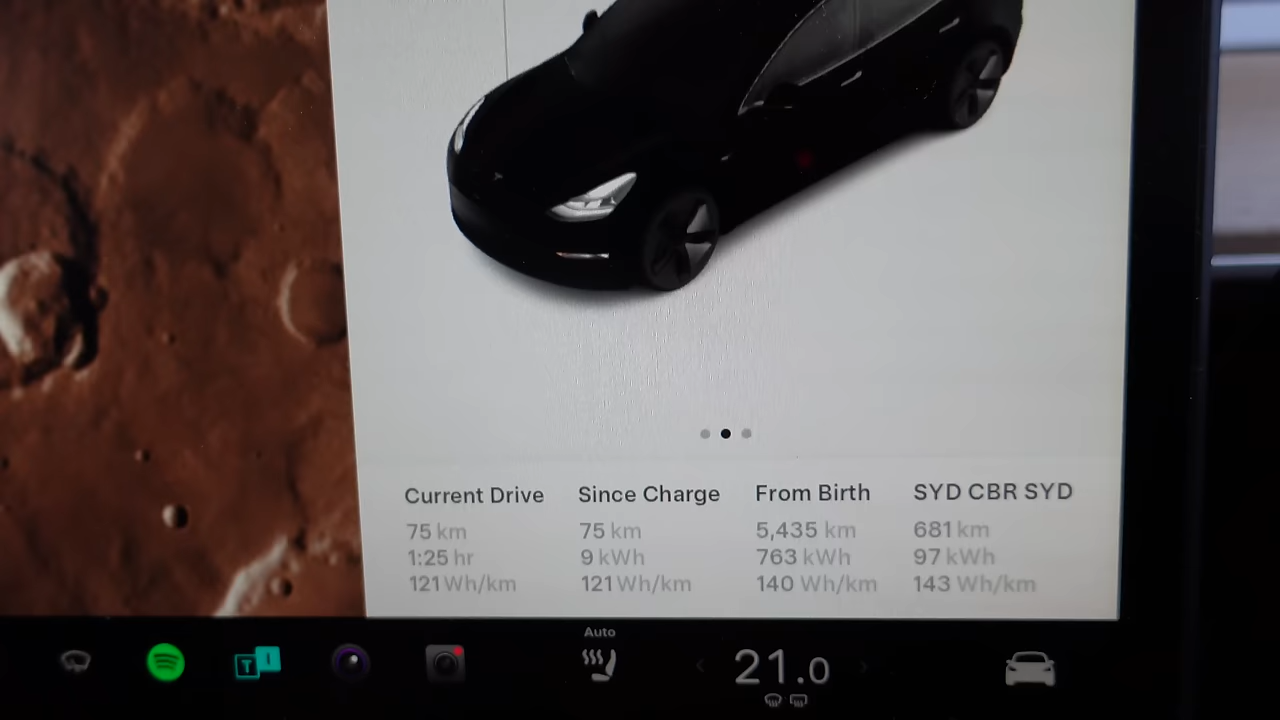 Current Drive
75 km
1:25 hr
121 Wh/km
Since Charge
75 km
9 kWh
121 Wh/km
From Birth
5,435 km
763 kWh
140 Wh/km
SYD CBR SYD
681 km
97 kWh
143 Wh/km
T I
Auto
21.0